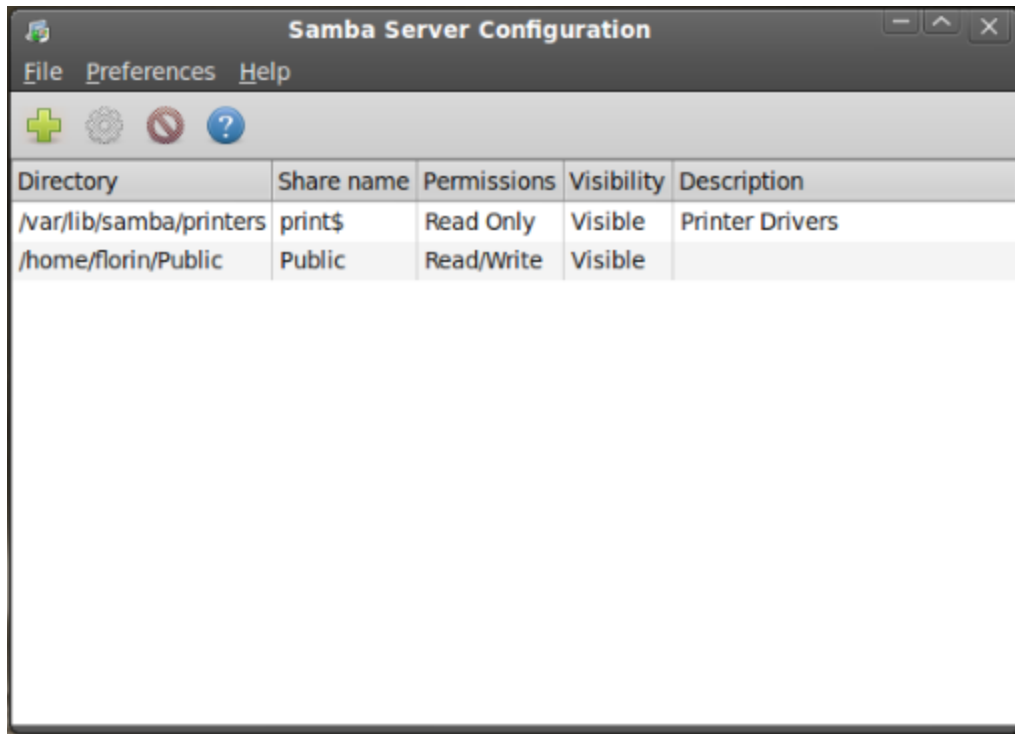 Samba Server Configuration
File Preferences Help
Directory Share name Permissions Visibility Description
/var/lib/samba/printers print$ Read Only Visible Printer Drivers
/home/florin/Public Public Read/Write Visible